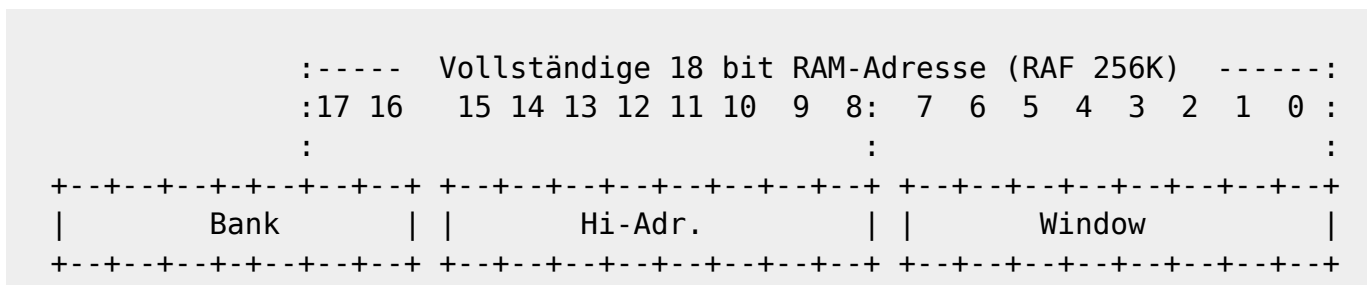 :----- Vollständige 18 bit RAM-Adresse (RAF 256K) ------:
:17 16 15 14 13 12 11 10 9 8: 7 6 5 4 3 2 1 0 :
: : :
+--+--+--+-+--+--+--+ +--+--+--+--+--+--+--+--+ +--+--+--+--+--+--+--+--+
| Bank | | Hi-Adr. | | Window |
+--+--+--+-+--+--+--+ +--+--+--+--+--+--+--+--+ +--+--+--+--+--+--+--+--+